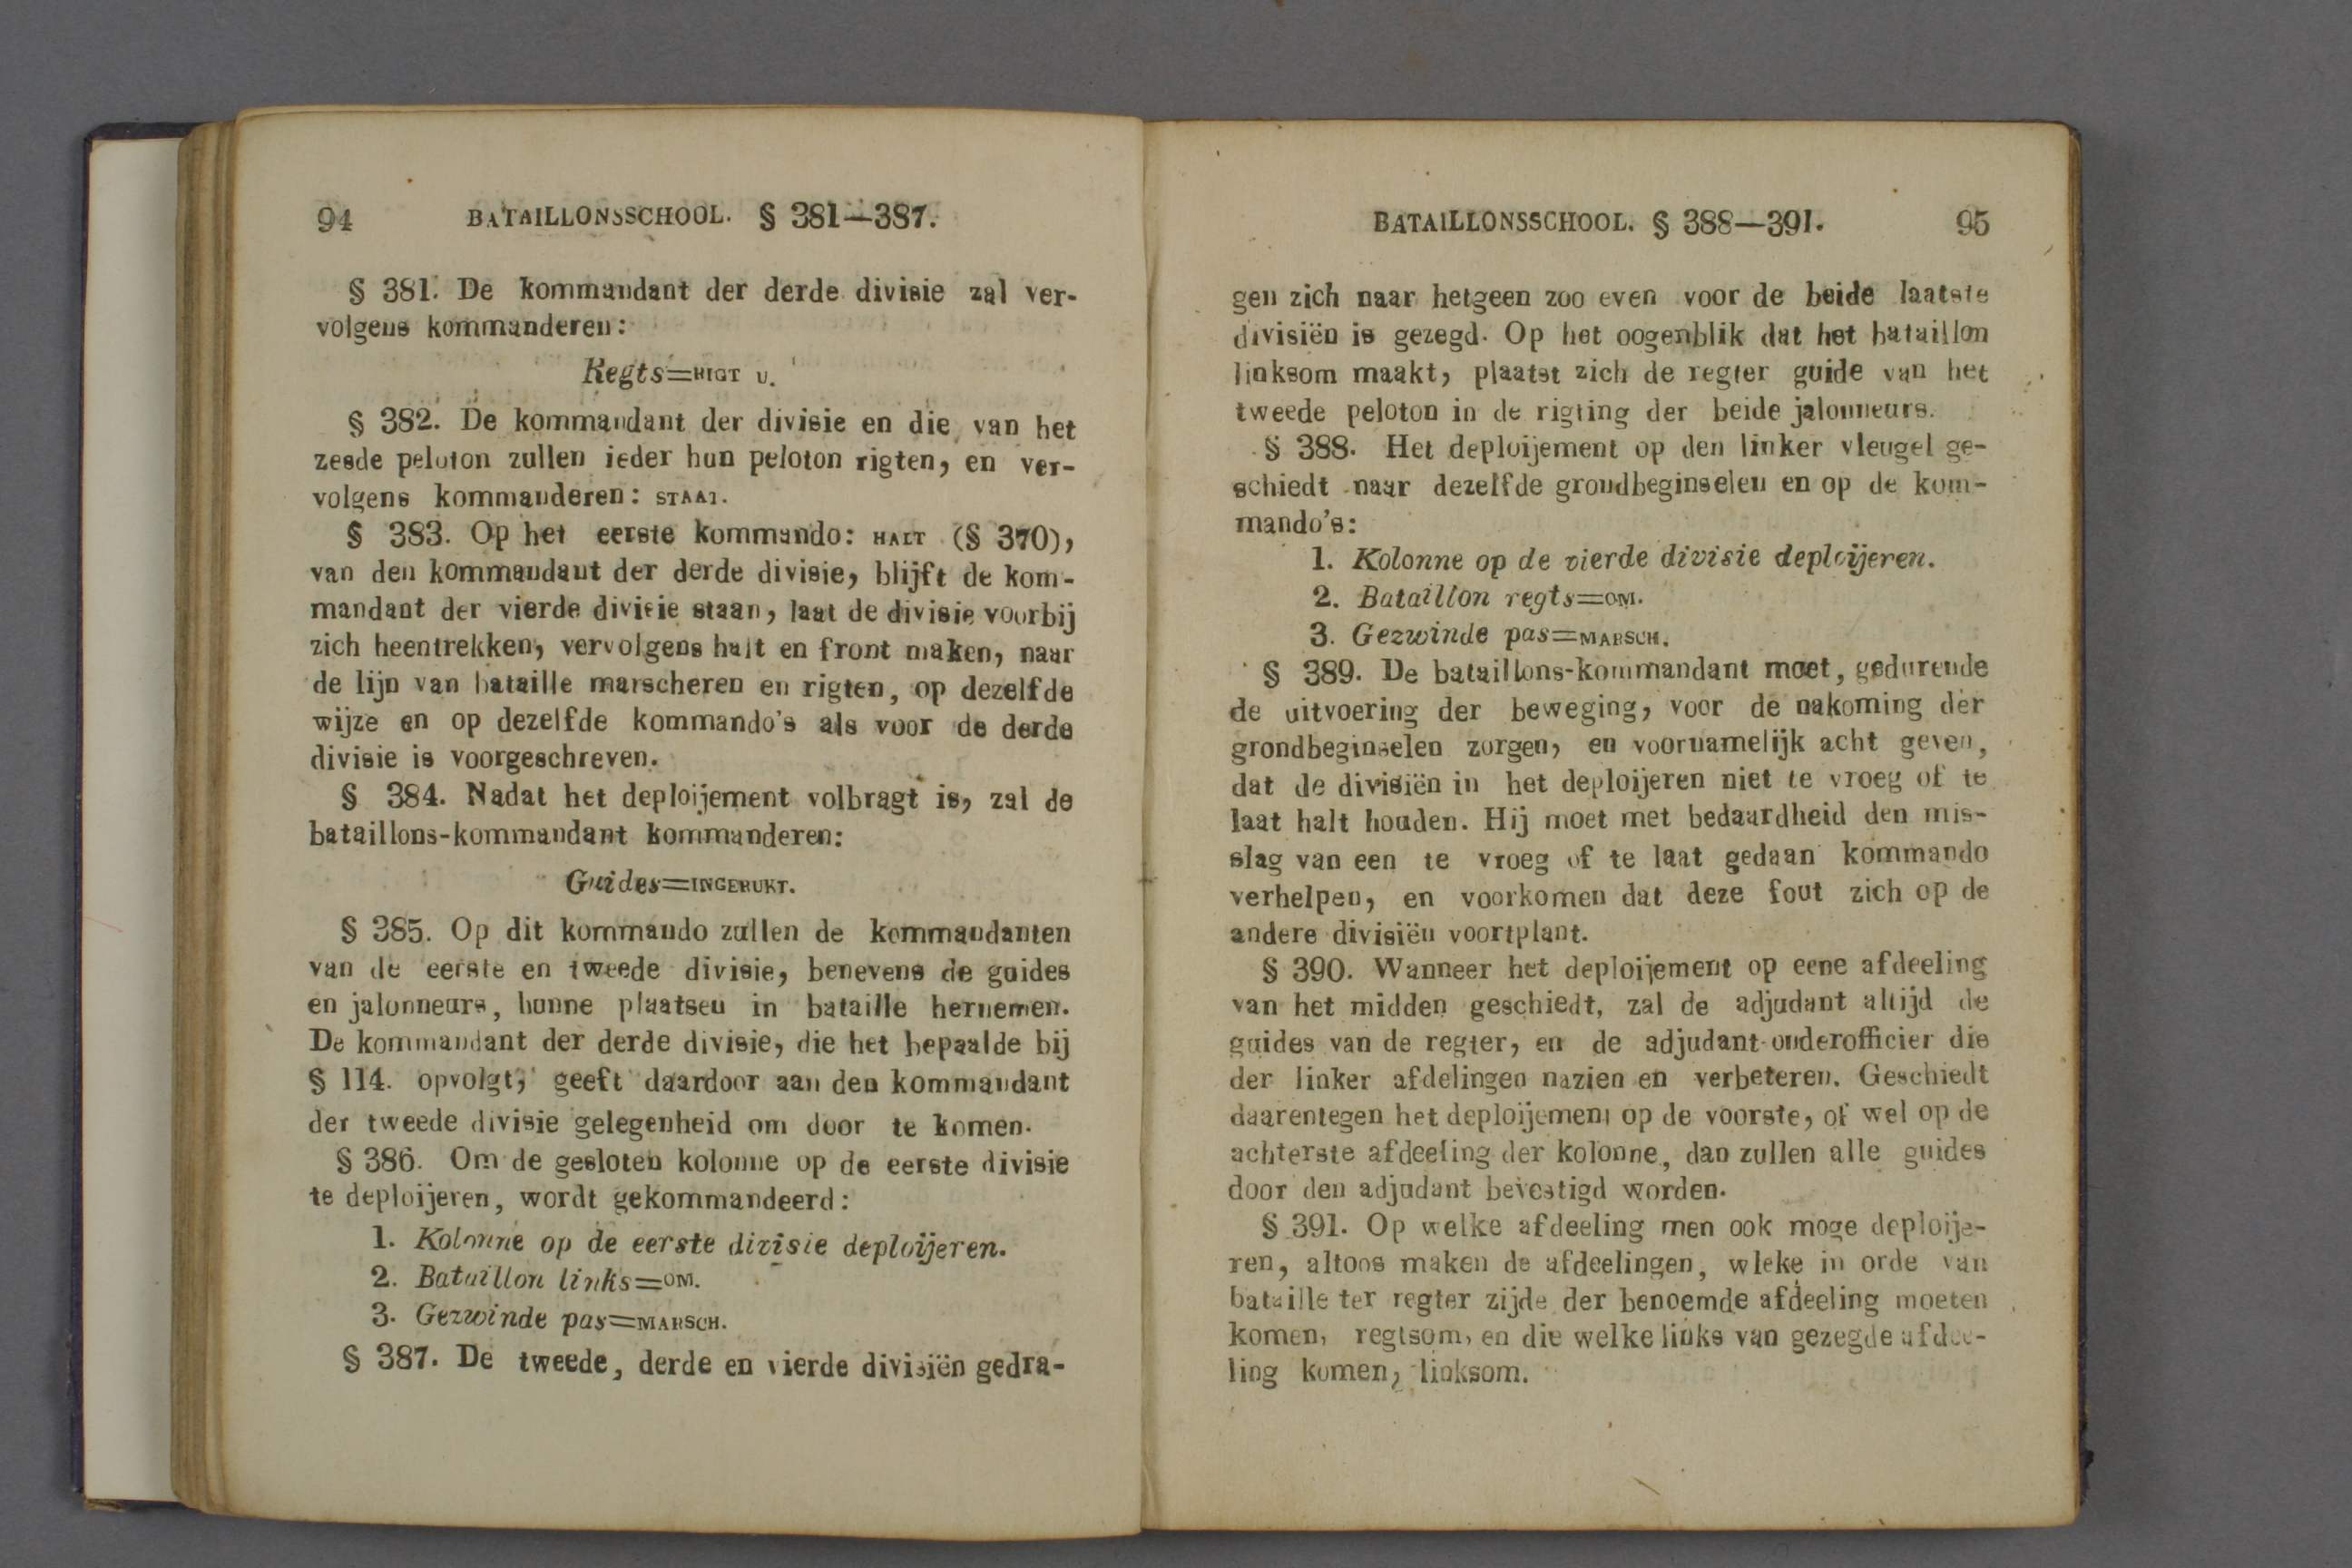 94 BATAILLONSSCHOOL. § 381—387.
§ 381. De kommandant der derde divisie zal ver-
volgens kommanderen:
Regts=RIGT U.
§ 382. De kommandant der divisie en die van het
zesde peloton zullen ieder hun peloton rigten, en ver-
volgens kommanderen: STAAT.
§ 383. Op het eerste kommando: HALT (§ 370),
van den kommandant der derde divisie, blijft de kom-
mandant der vierde divisie staan, laat de divisie voorbij
zich heentrekken, vervolgens halt en front maken, naar
de lijn van bataille marscheren en rigten, op dezelfde
wijze en op dezelfde kommando's als voor de derde
divisie is voorgeschreven.
§ 384. Nadat het deploijement volbragt is, zal de
bataillons-kommandant kommanderen:
Guides=INGERUKT.
§ 385. Op dit kommando zullen de kommandanten
van de eerste en tweede divisie, benevens de guides
en jalonneurs, hunne plaatsen in bataille hernemen.
De kommandant der derde divisie, die het bepaalde bij
§ 114. opvolgt, geeft daardoor aan den kommandant
der tweede divisie gelegenheid om door te komen.
§ 386. Om de gesloten kolonne op de eerste divisie
te deploijeren, wordt gekommandeerd:
1. Kolonne op de eerste divisie deploijeren.
2. Bataillon links=OM.
3. Gezwinde pas=MARSCH.
§ 387. De tweede, derde en vierde divisiën gedra-
BATAILLONSSCHOOL. § 388—391. 95
gen zich naar hetgeen zoo even voor de beide laatste
divisiën is gezegd. Op het oogenblik dat het bataillon
linksom maakt, plaatst zich de regter guide van het
tweede peloton in de rigting der beide jalonneurs.
§ 388. Het deploijement op den linker vleugel ge-
schiedt naar dezelfde grondbeginselen en op de kom-
mando's:
1. Kolonne op de vierde divisie deploijeren.
2. Bataillon regts=OM.
3. Gezwinde pas=MARSCH.
§ 389. De bataillons-kommandant moet, gedurende
de uitvoering der beweging, voor de nakoming der
grondbeginselen zorgen, en voornamelijk acht geven,
dat de divisiën in het deploijeren niet te vroeg of te
laat halt houden. Hij moet met bedaardheid den mis-
slag van een te vroeg of te laat gedaan kommando
verhelpen, en voorkomen dat deze fout zich op de
andere divisiën voortplant.
§ 390. Wanneer het deploijement op eene afdeeling
van het midden geschiedt, zal de adjudant altijd de
guides van de regter, en de adjudant-onderofficier die
der linker afdelingen nazien en verbeteren. Geschiedt
daarentegen het deploijement op de voorste, of wel op de
achterste afdeeling der kolonne, dan zullen alle guides
door den adjudant bevestigd worden.
§ 391. Op welke afdeeling men ook moge deploije-
ren, altoos maken de afdeelingen, wleke in orde van
bataille ter regter zijde der benoemde afdeeling moeten
komen, regtsom, en die welke links van gezegde afdee-
ling komen, linksom.